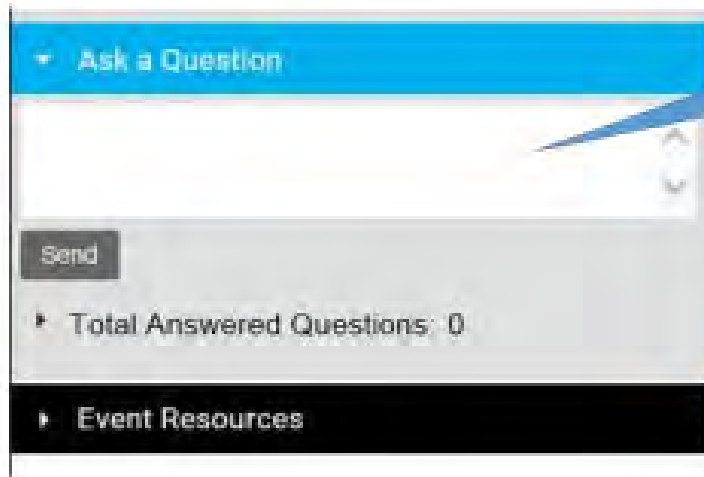 Ask a Question
Send
Total Answered Questions 0
Event Resources